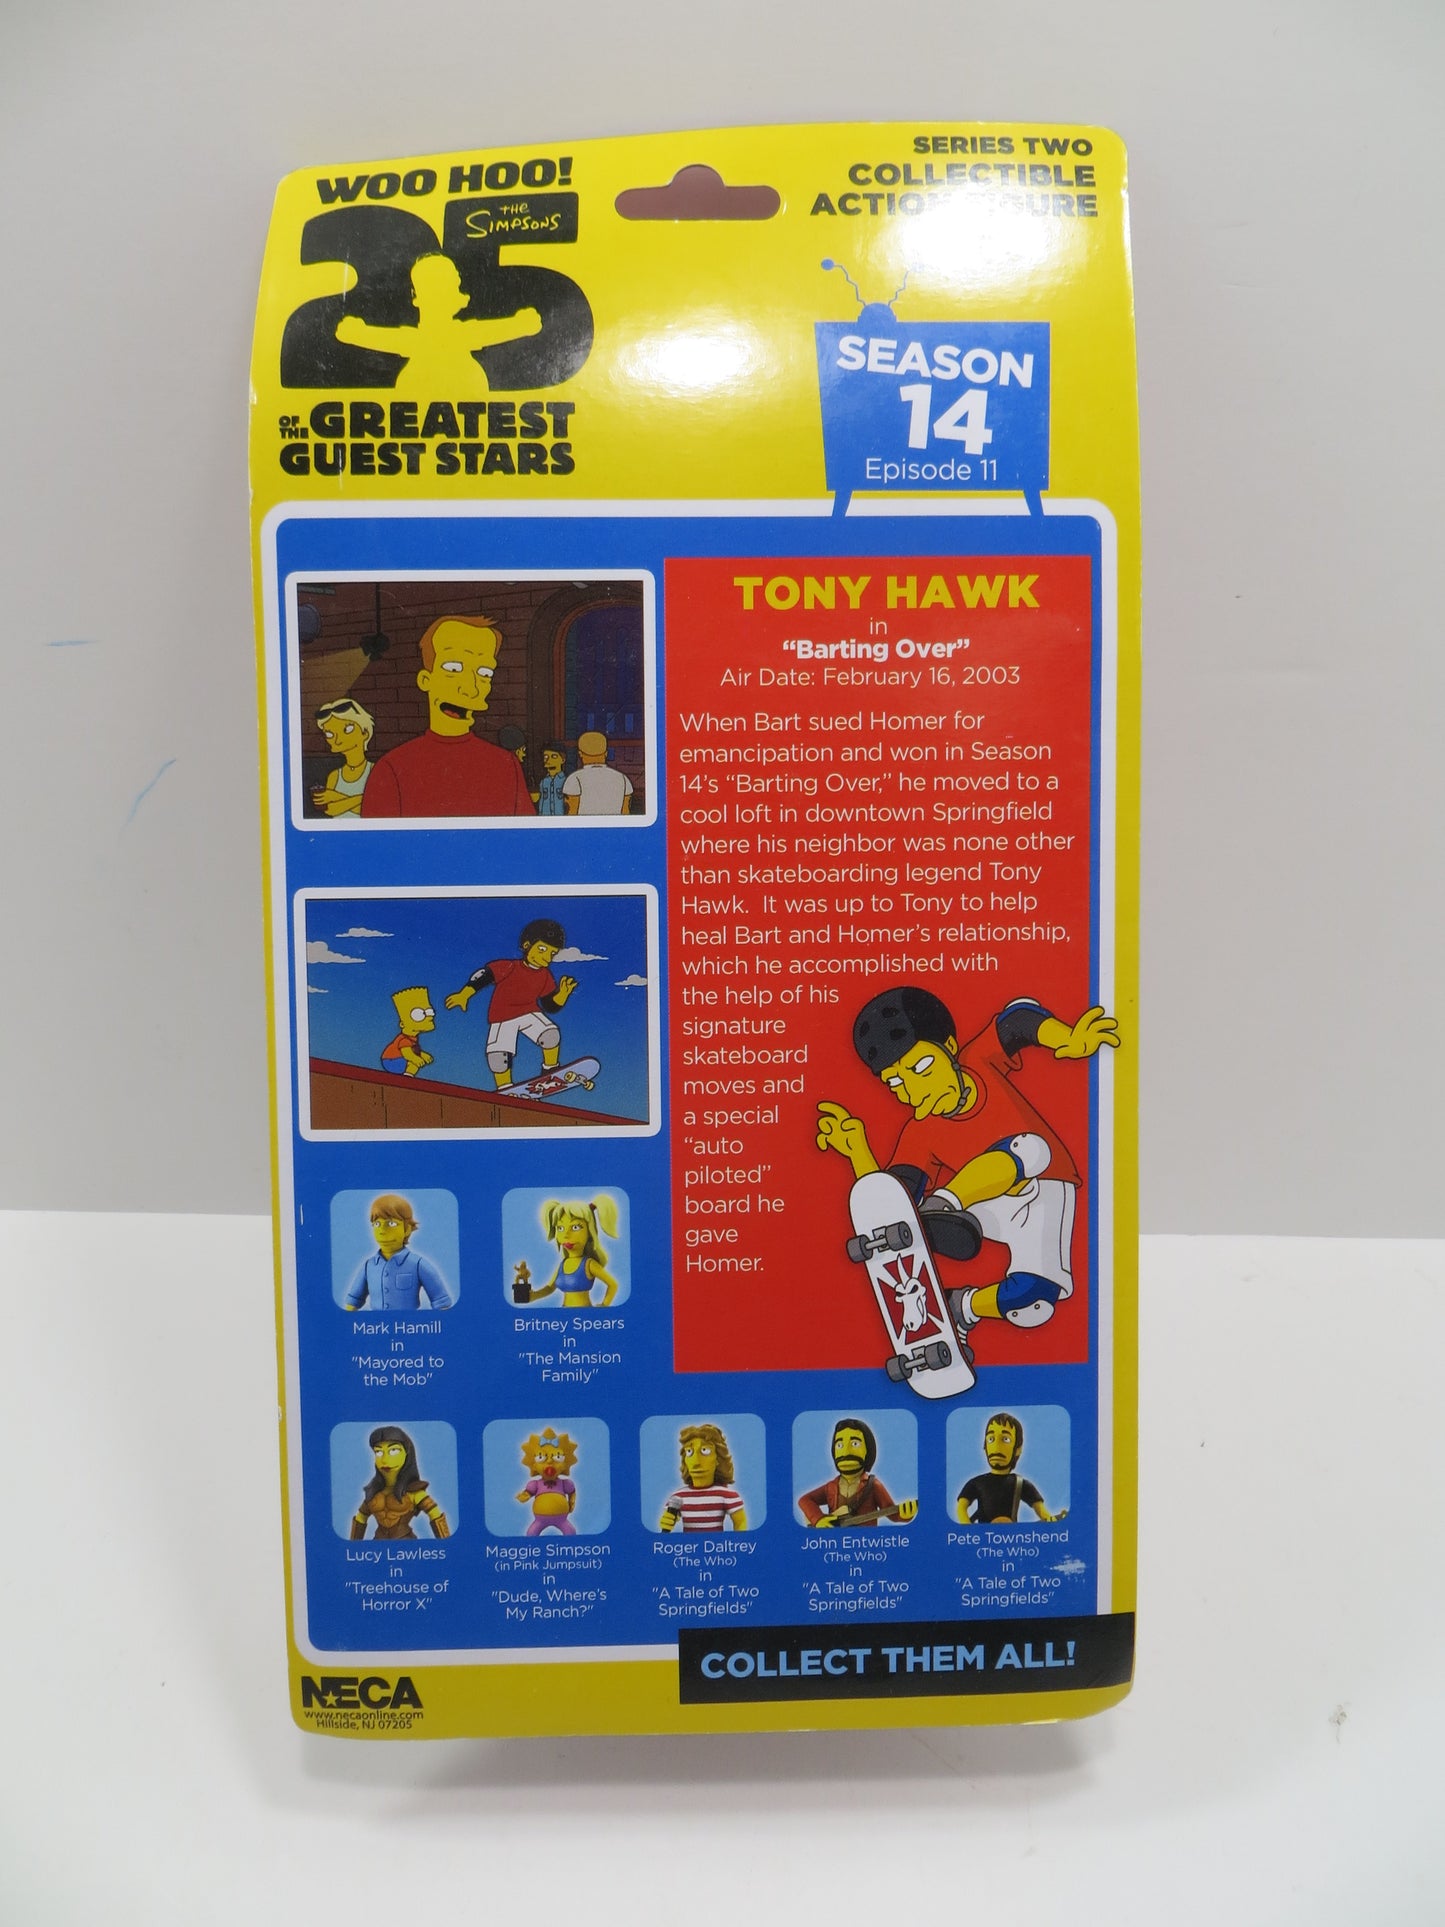 WOO HOO!
25
THE
SIMPSONS
OF THE GREATEST
GUEST STARS
SERIES TWO
COLLECTIBLE
ACTION FIGURE
SEASON
14
Episode 11
TONY HAWK
in
“Barting Over”
Air Date: February 16, 2003
When Bart sued Homer for
emancipation and won in Season
14’s “Barting Over,” he moved to a
cool loft in downtown Springfield
where his neighbor was none other
than skateboarding legend Tony
Hawk. It was up to Tony to help
heal Bart and Homer’s relationship,
which he accomplished with
the help of his
signature
skateboard
moves and
a special
“auto
piloted”
board he
gave
Homer.
Mark Hamill
in
"Mayored to
the Mob"
Britney Spears
in
"The Mansion
Family"
Lucy Lawless
in
"Treehouse of
Horror X"
Maggie Simpson
(in Pink Jumpsuit)
in
"Dude, Where's
My Ranch?"
Roger Daltrey
(The Who)
in
"A Tale of Two
Springfields"
John Entwistle
(The Who)
in
"A Tale of Two
Springfields"
Pete Townshend
(The Who)
in
"A Tale of Two
Springfields"
COLLECT THEM ALL!
NECA
www.necaonline.com
Hillside, NJ 07205